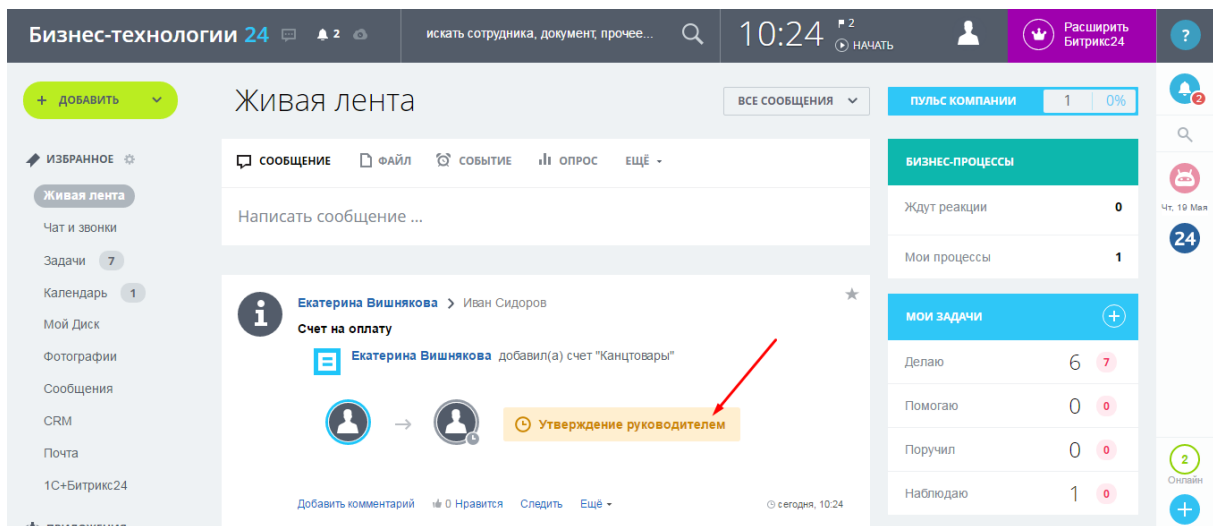 Бизнес-технологии 24 2
искать сотрудника, документ, прочее...
10:24 2
НАЧАТЬ
Расширить
Битрикс24
?
+ ДОБАВИТЬ
ИЗБРАННОЕ
Живая лента
Чат и звонки
Задачи 7
Календарь 1
Мой Диск
Фотографии
Сообщения
CRM
Почта
1С+Битрикс24
Живая лента
ВСЕ СООБЩЕНИЯ
СООБЩЕНИЕ ФАЙЛ СОБЫТИЕ ОПРОС ЕЩЁ
Написать сообщение ...
Екатерина Вишнякова > Иван Сидоров
Счет на оплату
Екатерина Вишнякова добавил(а) счет "Канцтовары"
Утверждение руководителем
Добавить комментарий 0 Нравится Следить Ещё сегодня, 10:24
ПУЛЬС КОМПАНИИ 1 0%
БИЗНЕС-ПРОЦЕССЫ
Ждут реакции 0
Мои процессы 1
МОИ ЗАДАЧИ
Делаю 6 7
Помогаю 0 0
Поручил 0 0
Наблюдаю 1 0
2
Чт, 19 Мая
24
2
Онлайн